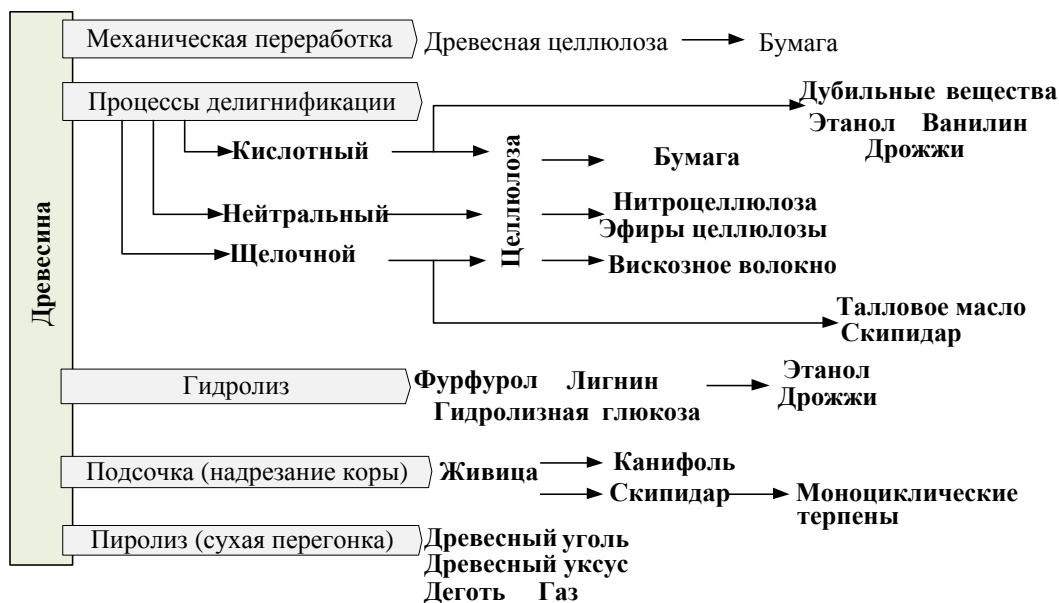 Древесина
Механическая переработка
Древесная целлюлоза
Бумага
Процессы делигнификации
Дубильные вещества
Этанол Ванилин
Дрожжи
Кислотный
Нейтральный
Щелочной
Целлюлоза
Бумага
Нитроцеллюлоза
Эфиры целлюлозы
Вискозное волокно
Талловое масло
Скипидар
Гидролиз
Фурфурол Лигнин
Гидролизная глюкоза
Этанол
Дрожжи
Подсочка (надрезание коры)
Живица
Канифоль
Скипидар
Моноциклические
терпены
Пиролиз (сухая перегонка)
Древесный уголь
Древесный уксус
Деготь Газ